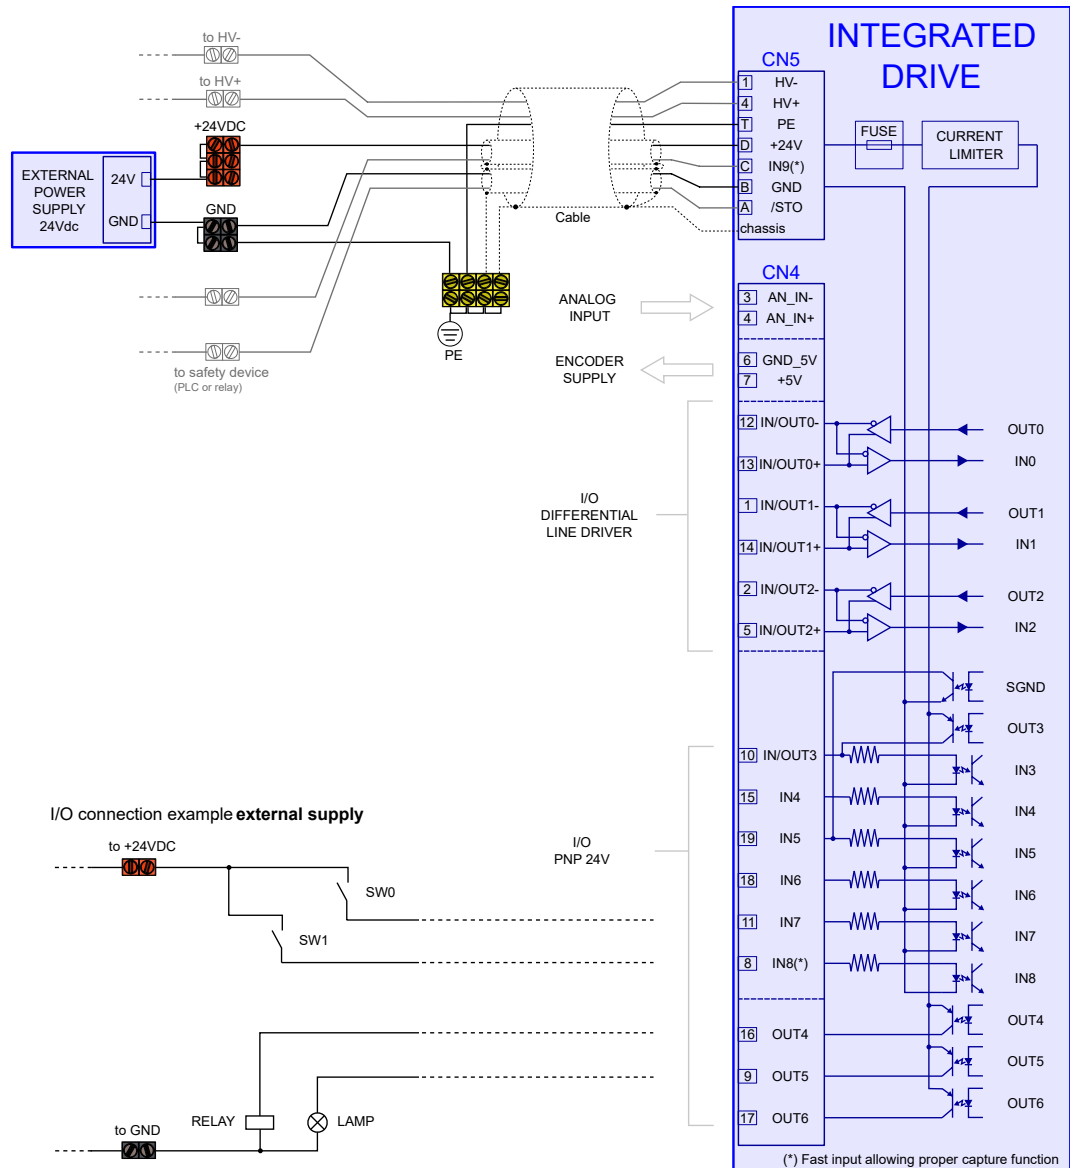 INTEGRATED
DRIVE
to HV-
to HV+
+24VDC
EXTERNAL
POWER
SUPPLY
24Vdc
24V
GND
GND
to safety device
(PLC or relay)
PE
Cable
CN5
1 HV-
4 HV+
T PE
D +24V
C IN9(*)
B GND
A /STO
chassis
FUSE
CURRENT
LIMITER
CN4
ANALOG
INPUT
3 AN_IN-
4 AN_IN+
ENCODER
SUPPLY
6 GND_5V
7 +5V
I/O
DIFFERENTIAL
LINE DRIVER
12 IN/OUT0-
13 IN/OUT0+
1 IN/OUT1-
14 IN/OUT1+
2 IN/OUT2-
5 IN/OUT2+
OUT0
IN0
OUT1
IN1
OUT2
IN2
I/O
PNP 24V
10 IN/OUT3
15 IN4
19 IN5
18 IN6
11 IN7
8 IN8(*)
16 OUT4
9 OUT5
17 OUT6
SGND
OUT3
IN3
IN4
IN5
IN6
IN7
IN8
OUT4
OUT5
OUT6
I/O connection example external supply
to +24VDC
SW0
SW1
RELAY
LAMP
to GND
(*) Fast input allowing proper capture function